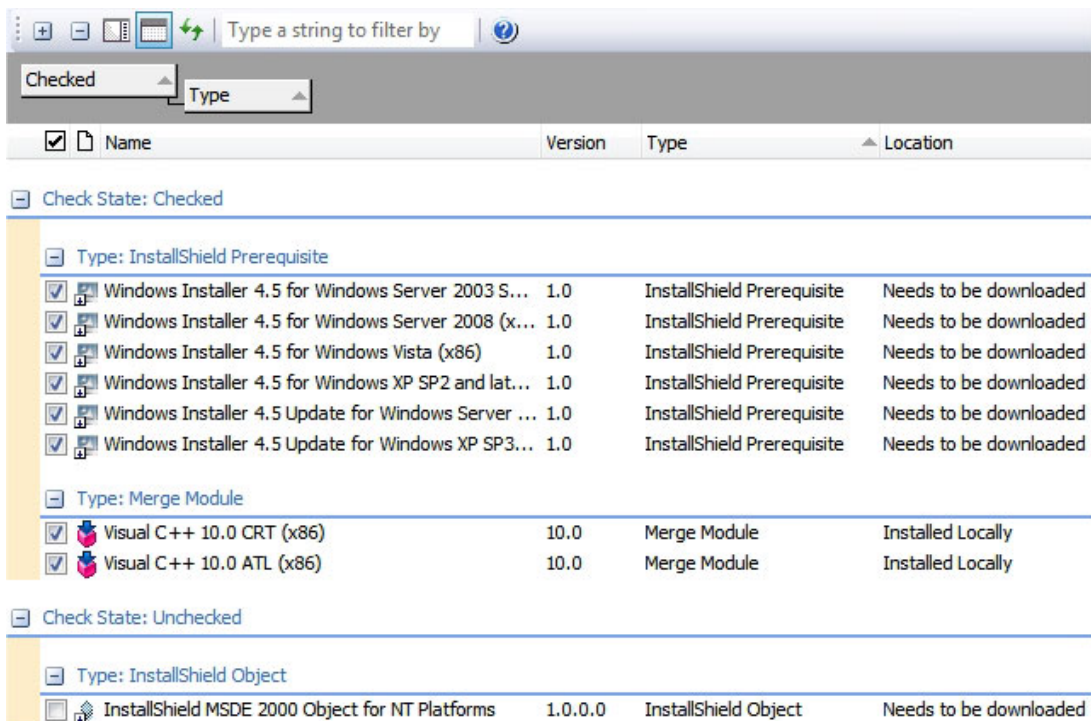 Type a string to filter by
Checked
Type
Name Version Type Location
Check State: Checked
Type: InstallShield Prerequisite
Windows Installer 4.5 for Windows Server 2003 S... 1.0 InstallShield Prerequisite Needs to be downloaded
Windows Installer 4.5 for Windows Server 2008 (x... 1.0 InstallShield Prerequisite Needs to be downloaded
Windows Installer 4.5 for Windows Vista (x86) 1.0 InstallShield Prerequisite Needs to be downloaded
Windows Installer 4.5 for Windows XP SP2 and lat... 1.0 InstallShield Prerequisite Needs to be downloaded
Windows Installer 4.5 Update for Windows Server ... 1.0 InstallShield Prerequisite Needs to be downloaded
Windows Installer 4.5 Update for Windows XP SP3... 1.0 InstallShield Prerequisite Needs to be downloaded
Type: Merge Module
Visual C++ 10.0 CRT (x86) 10.0 Merge Module Installed Locally
Visual C++ 10.0 ATL (x86) 10.0 Merge Module Installed Locally
Check State: Unchecked
Type: InstallShield Object
InstallShield MSDE 2000 Object for NT Platforms 1.0.0.0 InstallShield Object Needs to be downloaded